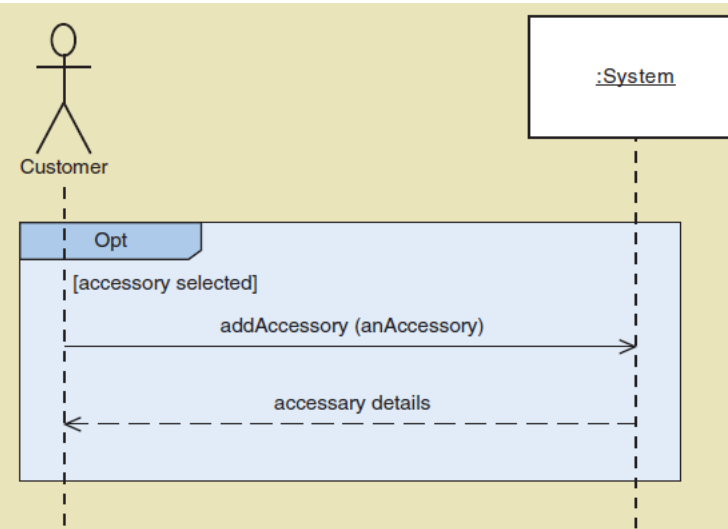 :System
Customer
Opt
[accessory selected]
addAccessory (anAccessory)
accessary details